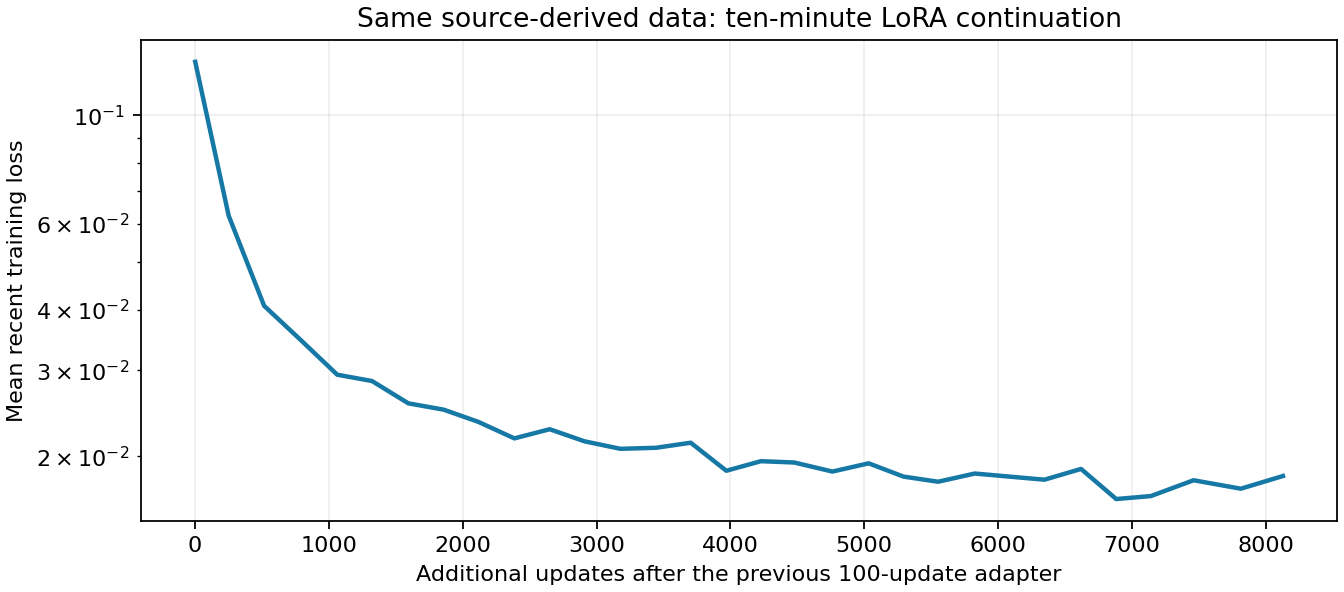 Same source-derived data: ten-minute LoRA continuation
Mean recent training loss
10⁻¹
6 × 10⁻²
4 × 10⁻²
3 × 10⁻²
2 × 10⁻²
0 1000 2000 3000 4000 5000 6000 7000 8000
Additional updates after the previous 100-update adapter